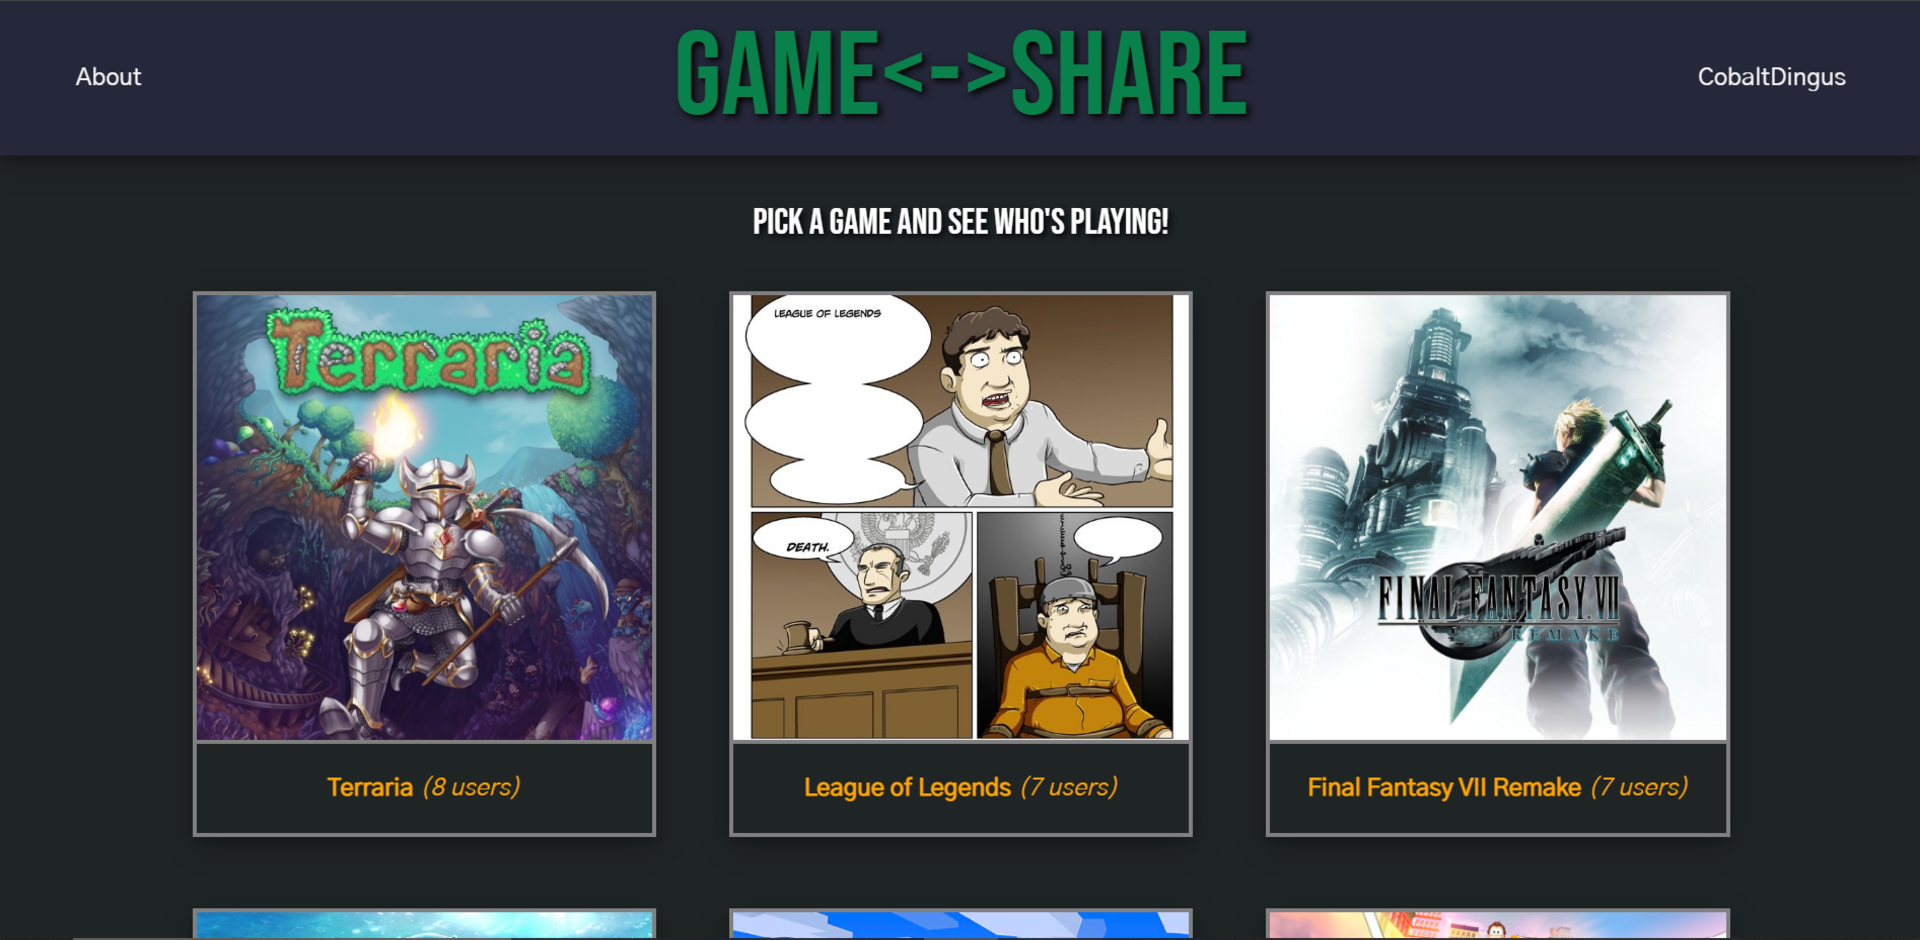 About
GAME<->SHARE
CobaltDingus
PICK A GAME AND SEE WHO'S PLAYING!
Terraria
LEAGUE OF LEGENDS
DEATH.
FINAL FANTASY VII
REMAKE
Terraria (8 users)
League of Legends (7 users)
Final Fantasy VII Remake (7 users)